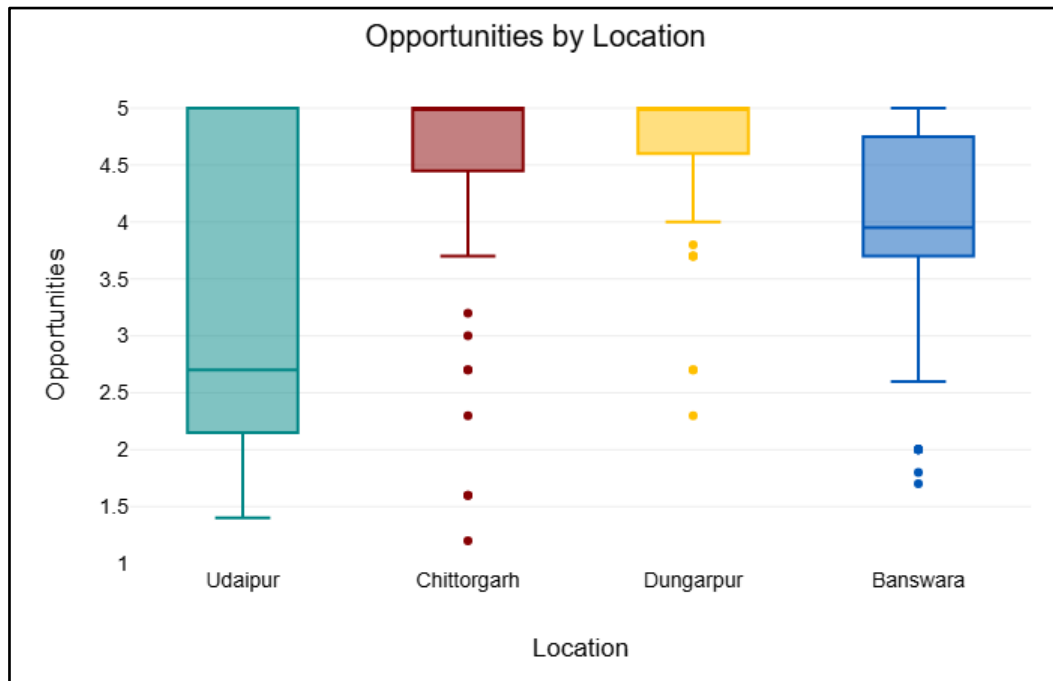 Opportunities by Location
Opportunities
5
4.5
4
3.5
3
2.5
2
1.5
1
Udaipur Chittorgarh Dungarpur Banswara
Location